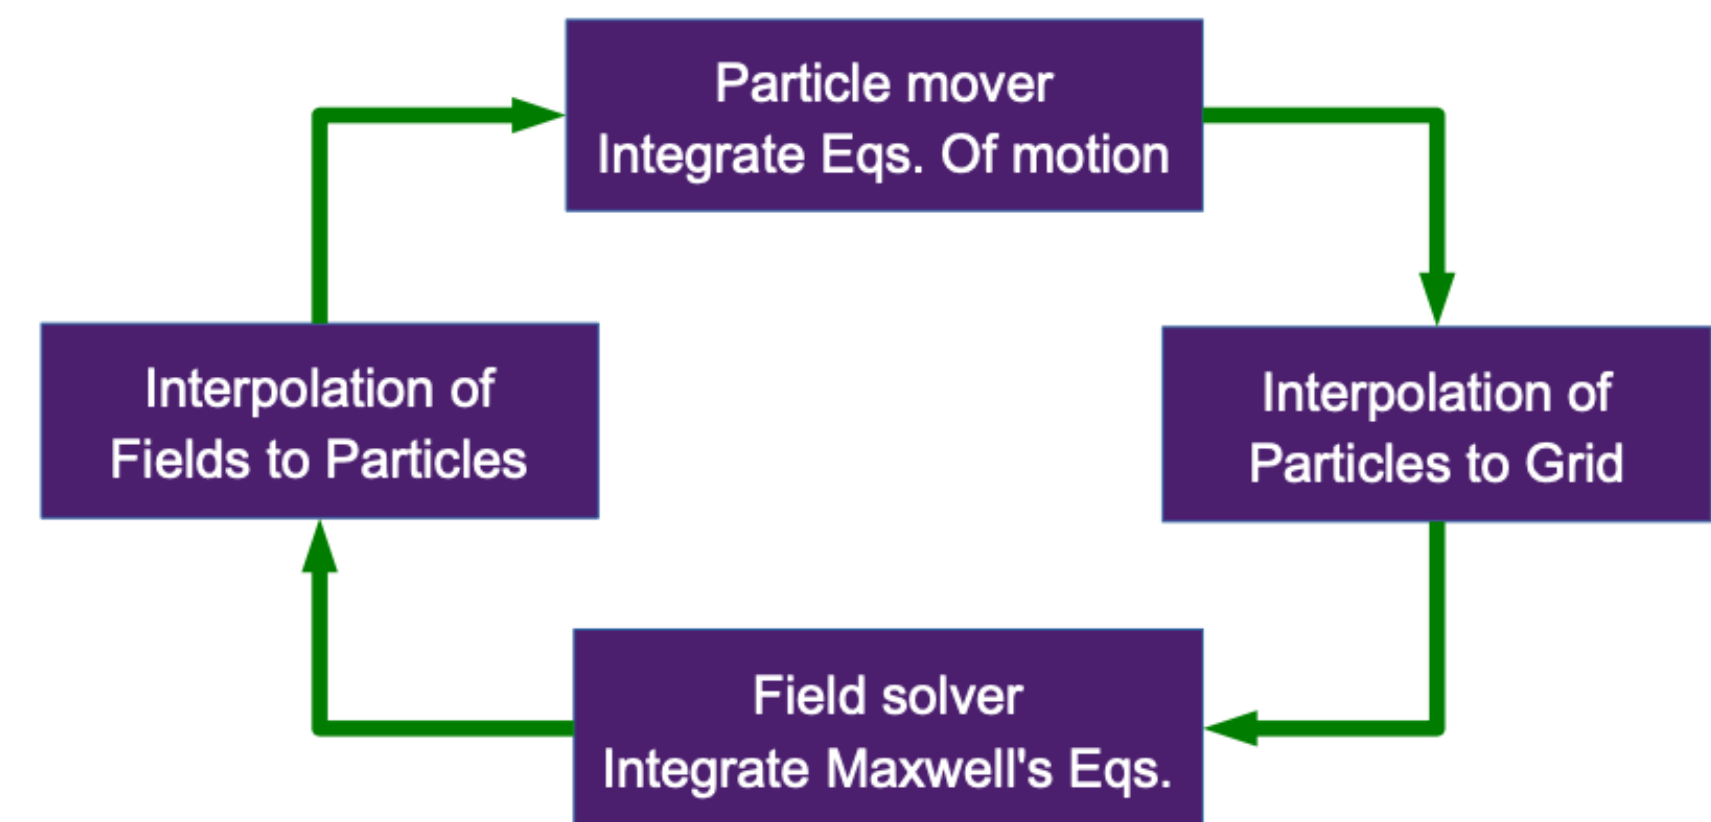 Particle mover
Integrate Eqs. Of motion
Interpolation of
Fields to Particles
Interpolation of
Particles to Grid
Field solver
Integrate Maxwell's Eqs.